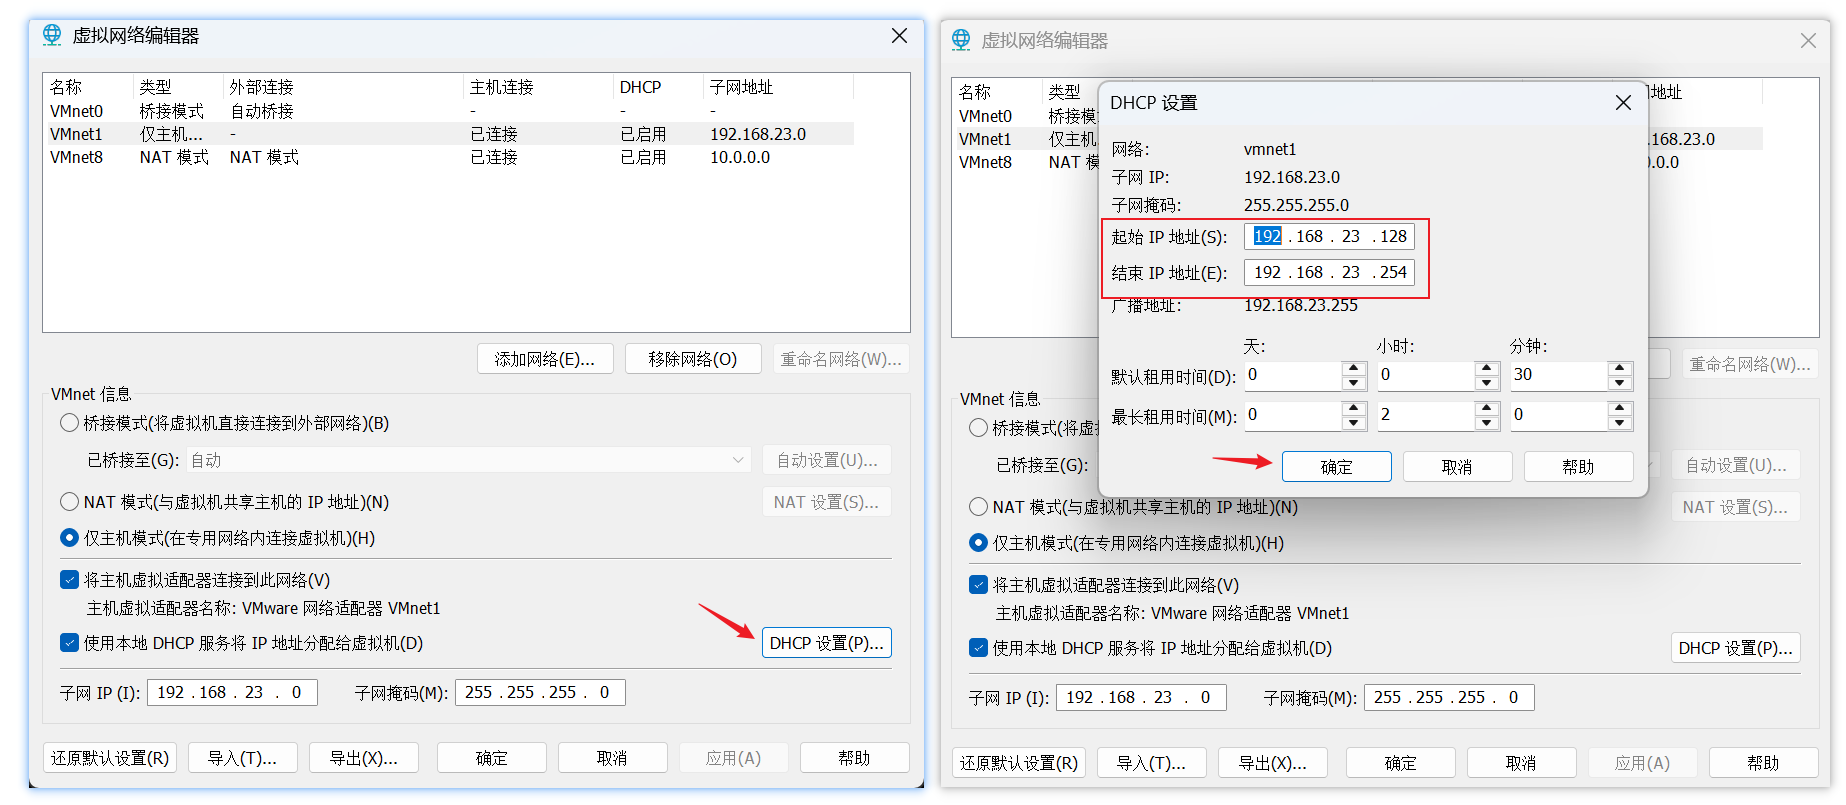 虚拟网络编辑器
名称 类型 外部连接 主机连接 DHCP 子网地址
VMnet0 桥接模式 自动桥接 - - -
VMnet1 仅主机... - 已连接 已启用 192.168.23.0
VMnet8 NAT 模式 NAT 模式 已连接 已启用 10.0.0.0
添加网络(E)... 移除网络(O) 重命名网络(W)...
VMnet 信息
桥接模式(将虚拟机直接连接到外部网络)(B)
已桥接至(G): 自动 自动设置(U)...
NAT 模式(与虚拟机共享主机的 IP 地址)(N) NAT 设置(S)...
仅主机模式(在专用网络内连接虚拟机)(H)
将主机虚拟适配器连接到此网络(V)
主机虚拟适配器名称: VMware 网络适配器 VMnet1
使用本地 DHCP 服务将 IP 地址分配给虚拟机(D) DHCP 设置(P)...
子网 IP (I): 192 . 168 . 23 . 0 子网掩码(M): 255 . 255 . 255 . 0
还原默认设置(R) 导入(T)... 导出(X)... 确定 取消 应用(A) 帮助
虚拟网络编辑器
名称 类型 地址
VMnet0 桥接模
VMnet1 仅主机 .168.23.0
VMnet8 NAT 模 .0.0
DHCP 设置
网络: vmnet1
子网 IP: 192.168.23.0
子网掩码: 255.255.255.0
起始 IP 地址(S): 192 . 168 . 23 . 128
结束 IP 地址(E): 192 . 168 . 23 . 254
广播地址: 192.168.23.255
天: 小时: 分钟:
默认租用时间(D): 0 0 30
最长租用时间(M): 0 2 0
确定 取消 帮助
重命名网络(W)...
VMnet 信息
桥接模式(将虚
已桥接至(G): 自动设置(U)...
NAT 模式(与虚拟机共享主机的 IP 地址)(N) NAT 设置(S)...
仅主机模式(在专用网络内连接虚拟机)(H)
将主机虚拟适配器连接到此网络(V)
主机虚拟适配器名称: VMware 网络适配器 VMnet1
使用本地 DHCP 服务将 IP 地址分配给虚拟机(D) DHCP 设置(P)...
子网 IP (I): 192 . 168 . 23 . 0 子网掩码(M): 255 . 255 . 255 . 0
还原默认设置(R) 导入(T)... 导出(X)... 确定 取消 应用(A) 帮助